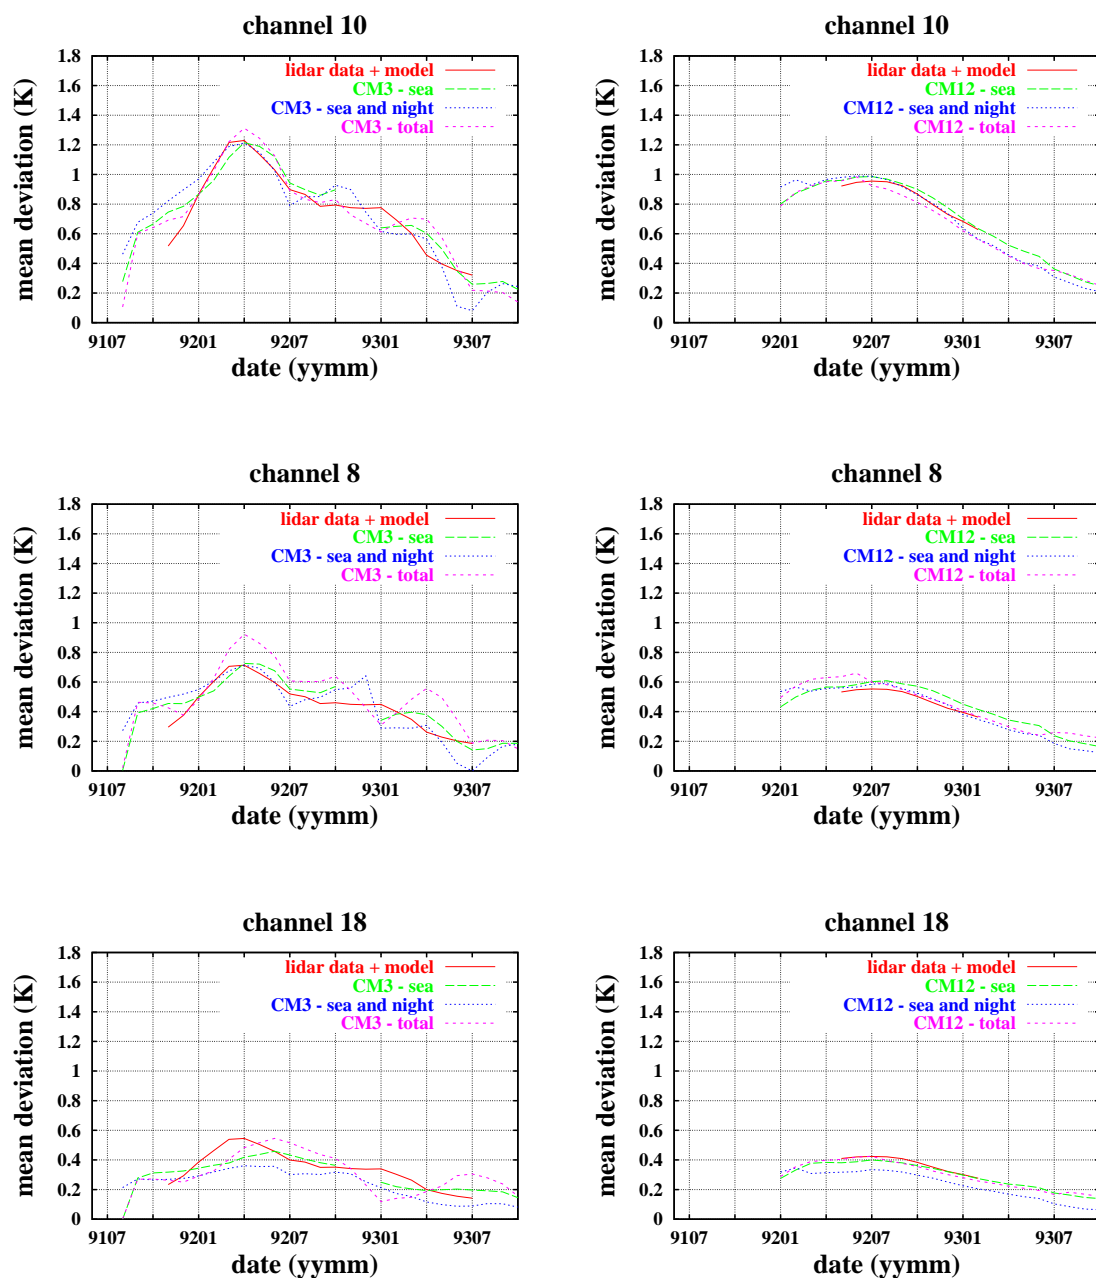 channel 10
mean deviation (K)
1.8
1.6
1.4
1.2
1
0.8
0.6
0.4
0.2
0
lidar data + model
CM3 - sea
CM3 - sea and night
CM3 - total
9107
9201
9207
9301
9307
date (yymm)
channel 10
mean deviation (K)
1.8
1.6
1.4
1.2
1
0.8
0.6
0.4
0.2
0
lidar data + model
CM12 - sea
CM12 - sea and night
CM12 - total
9107
9201
9207
9301
9307
date (yymm)
channel 8
mean deviation (K)
1.8
1.6
1.4
1.2
1
0.8
0.6
0.4
0.2
0
lidar data + model
CM3 - sea
CM3 - sea and night
CM3 - total
9107
9201
9207
9301
9307
date (yymm)
channel 8
mean deviation (K)
1.8
1.6
1.4
1.2
1
0.8
0.6
0.4
0.2
0
lidar data + model
CM12 - sea
CM12 - sea and night
CM12 - total
9107
9201
9207
9301
9307
date (yymm)
channel 18
mean deviation (K)
1.8
1.6
1.4
1.2
1
0.8
0.6
0.4
0.2
0
lidar data + model
CM3 - sea
CM3 - sea and night
CM3 - total
9107
9201
9207
9301
9307
date (yymm)
channel 18
mean deviation (K)
1.8
1.6
1.4
1.2
1
0.8
0.6
0.4
0.2
0
lidar data + model
CM12 - sea
CM12 - sea and night
CM12 - total
9107
9201
9207
9301
9307
date (yymm)